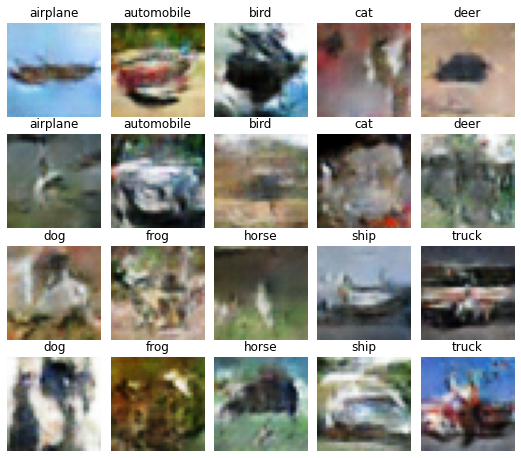 airplane automobile bird cat deer
airplane automobile bird cat deer
dog frog horse ship truck
dog frog horse ship truck